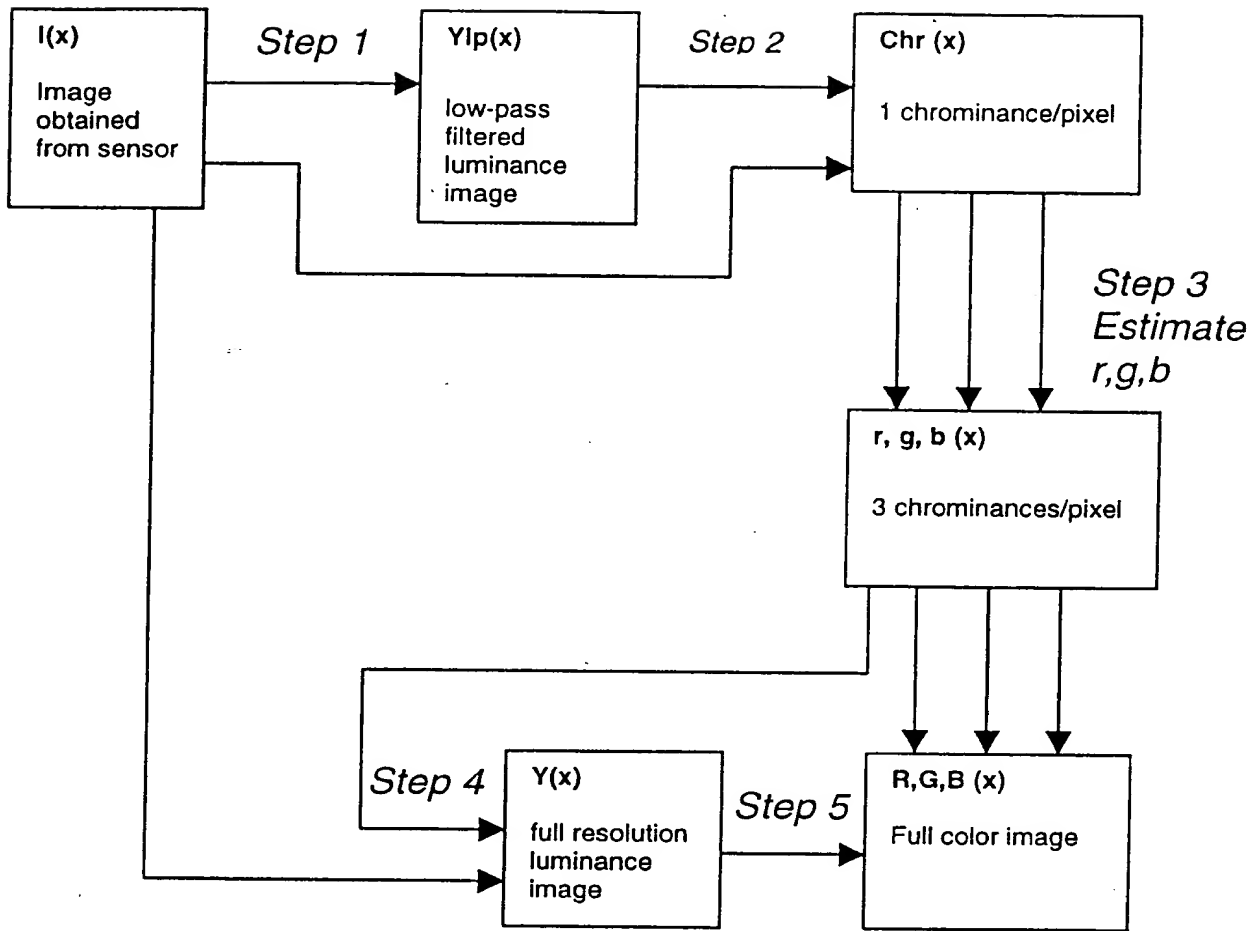 I(x)
Image
obtained
from sensor
Step 1
Ylp(x)
low-pass
filtered
luminance
image
Step 2
Chr (x)
1 chrominance/pixel
Step 3
Estimate
r,g,b
r, g, b (x)
3 chrominances/pixel
Step 4
Y(x)
full resolution
luminance
image
Step 5
R,G,B (x)
Full color image